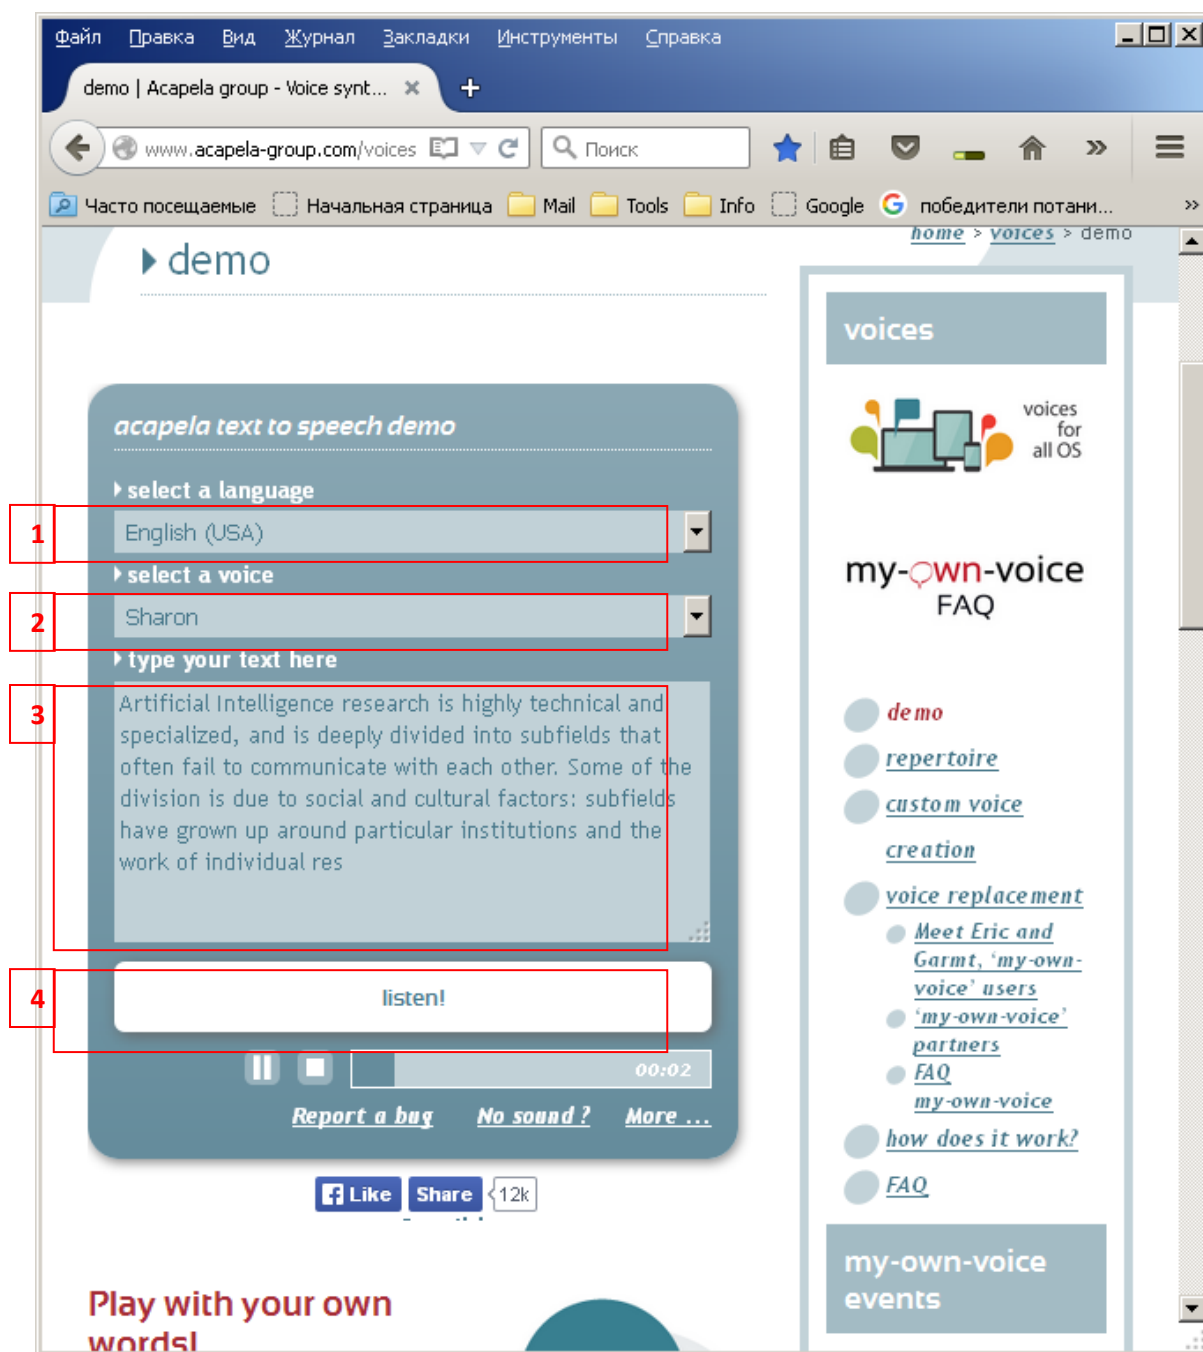 Файл Правка Вид Журнал Закладки Инструменты Справка
demo | Acapela group - Voice synt...
www.acapela-group.com/voices Поиск
Часто посещаемые Начальная страница Mail Tools Info Google победители потани...
home > voices > demo
demo
acapela text to speech demo
select a language
1 English (USA)
select a voice
2 Sharon
type your text here
3 Artificial Intelligence research is highly technical and
specialized, and is deeply divided into subfields that
often fail to communicate with each other. Some of the
division is due to social and cultural factors: subfields
have grown up around particular institutions and the
work of individual res
4 listen!
00:02
Report a bug No sound ? More ...
Like Share 12k
Play with your own
words!
voices
voices
for
all OS
my-own-voice
FAQ
demo
repertoire
custom voice
creation
voice replacement
Meet Eric and
Garmt, ‘my-own-
voice’ users
‘my-own-voice’
partners
FAQ
my-own-voice
how does it work?
FAQ
my-own-voice
events